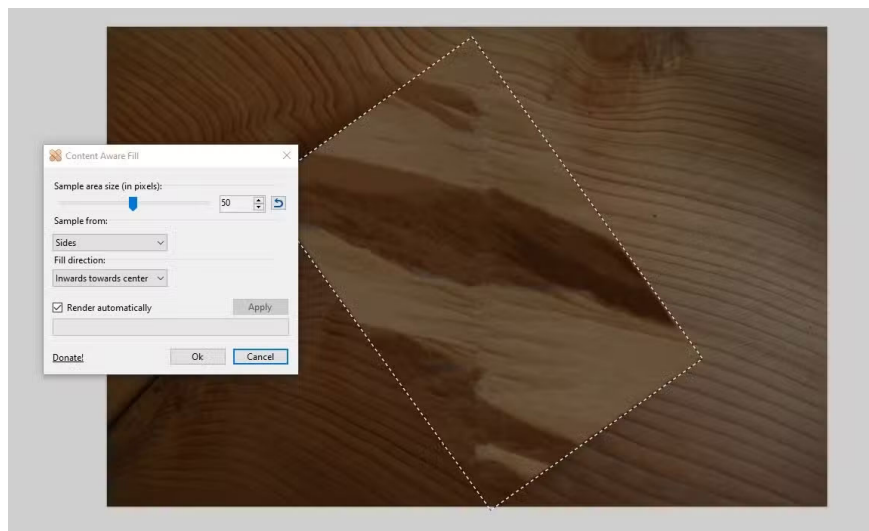 Content Aware Fill
Sample area size (in pixels):
50
Sample from:
Sides
Fill direction:
Inwards towards center
Render automatically
Apply
Donate!
Ok
Cancel